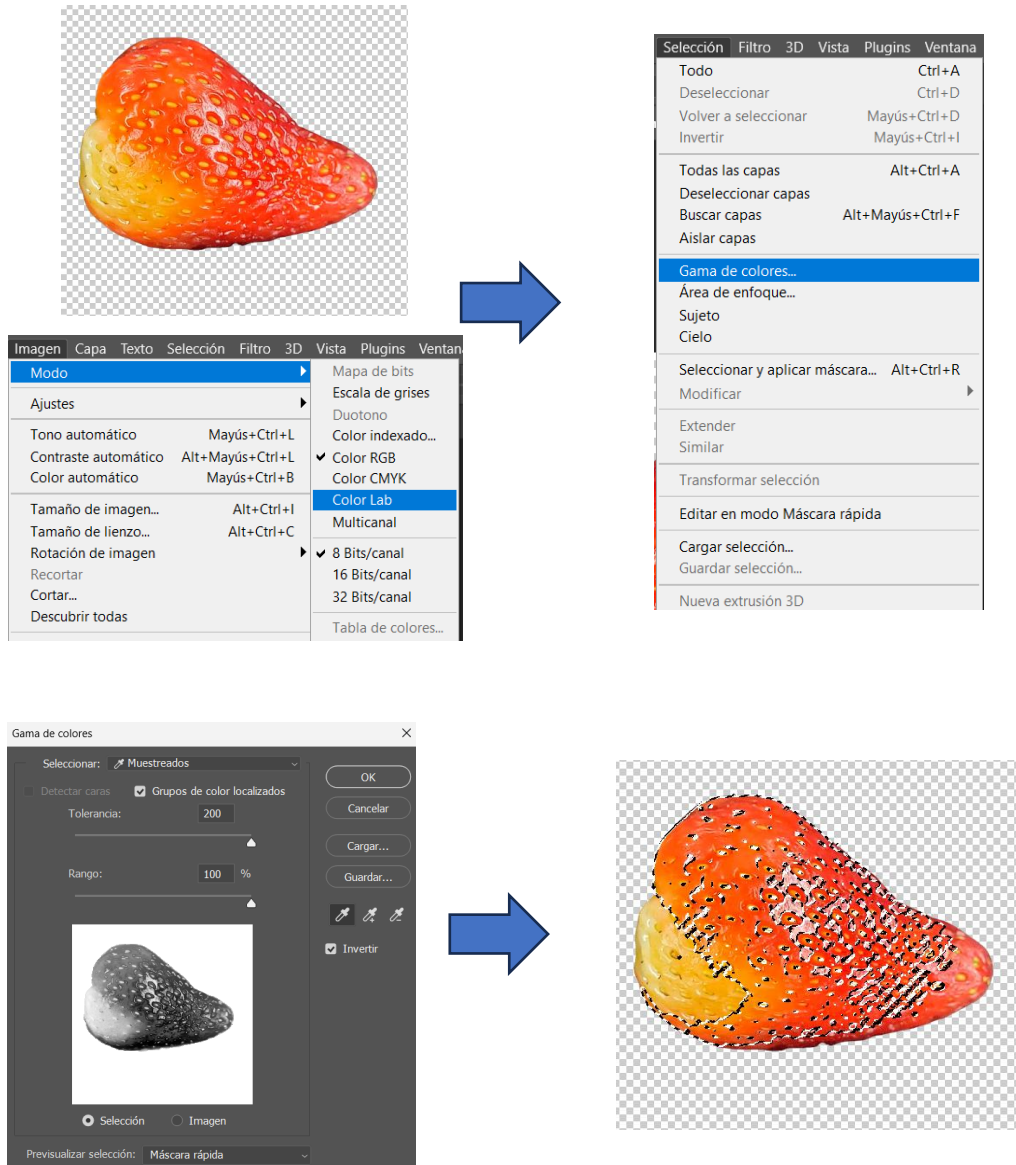 Imagen Capa Texto Selección Filtro 3D Vista Plugins Ventan
Modo
Ajustes
Tono automático Mayús+Ctrl+L
Contraste automático Alt+Mayús+Ctrl+L
Color automático Mayús+Ctrl+B
Tamaño de imagen... Alt+Ctrl+I
Tamaño de lienzo... Alt+Ctrl+C
Rotación de imagen
Recortar
Cortar...
Descubrir todas
Mapa de bits
Escala de grises
Duotono
Color indexado...
Color RGB
Color CMYK
Color Lab
Multicanal
8 Bits/canal
16 Bits/canal
32 Bits/canal
Tabla de colores...
Selección Filtro 3D Vista Plugins Ventana
Todo Ctrl+A
Deseleccionar Ctrl+D
Volver a seleccionar Mayús+Ctrl+D
Invertir Mayús+Ctrl+I
Todas las capas Alt+Ctrl+A
Deseleccionar capas
Buscar capas Alt+Mayús+Ctrl+F
Aislar capas
Gama de colores...
Área de enfoque...
Sujeto
Cielo
Seleccionar y aplicar máscara... Alt+Ctrl+R
Modificar
Extender
Similar
Transformar selección
Editar en modo Máscara rápida
Cargar selección...
Guardar selección...
Nueva extrusión 3D
Gama de colores
Seleccionar: Muestreados
Detectar caras Grupos de color localizados
Tolerancia: 200
Rango: 100 %
Selección Imagen
Previsualizar selección: Máscara rápida
OK
Cancelar
Cargar...
Guardar...
Invertir